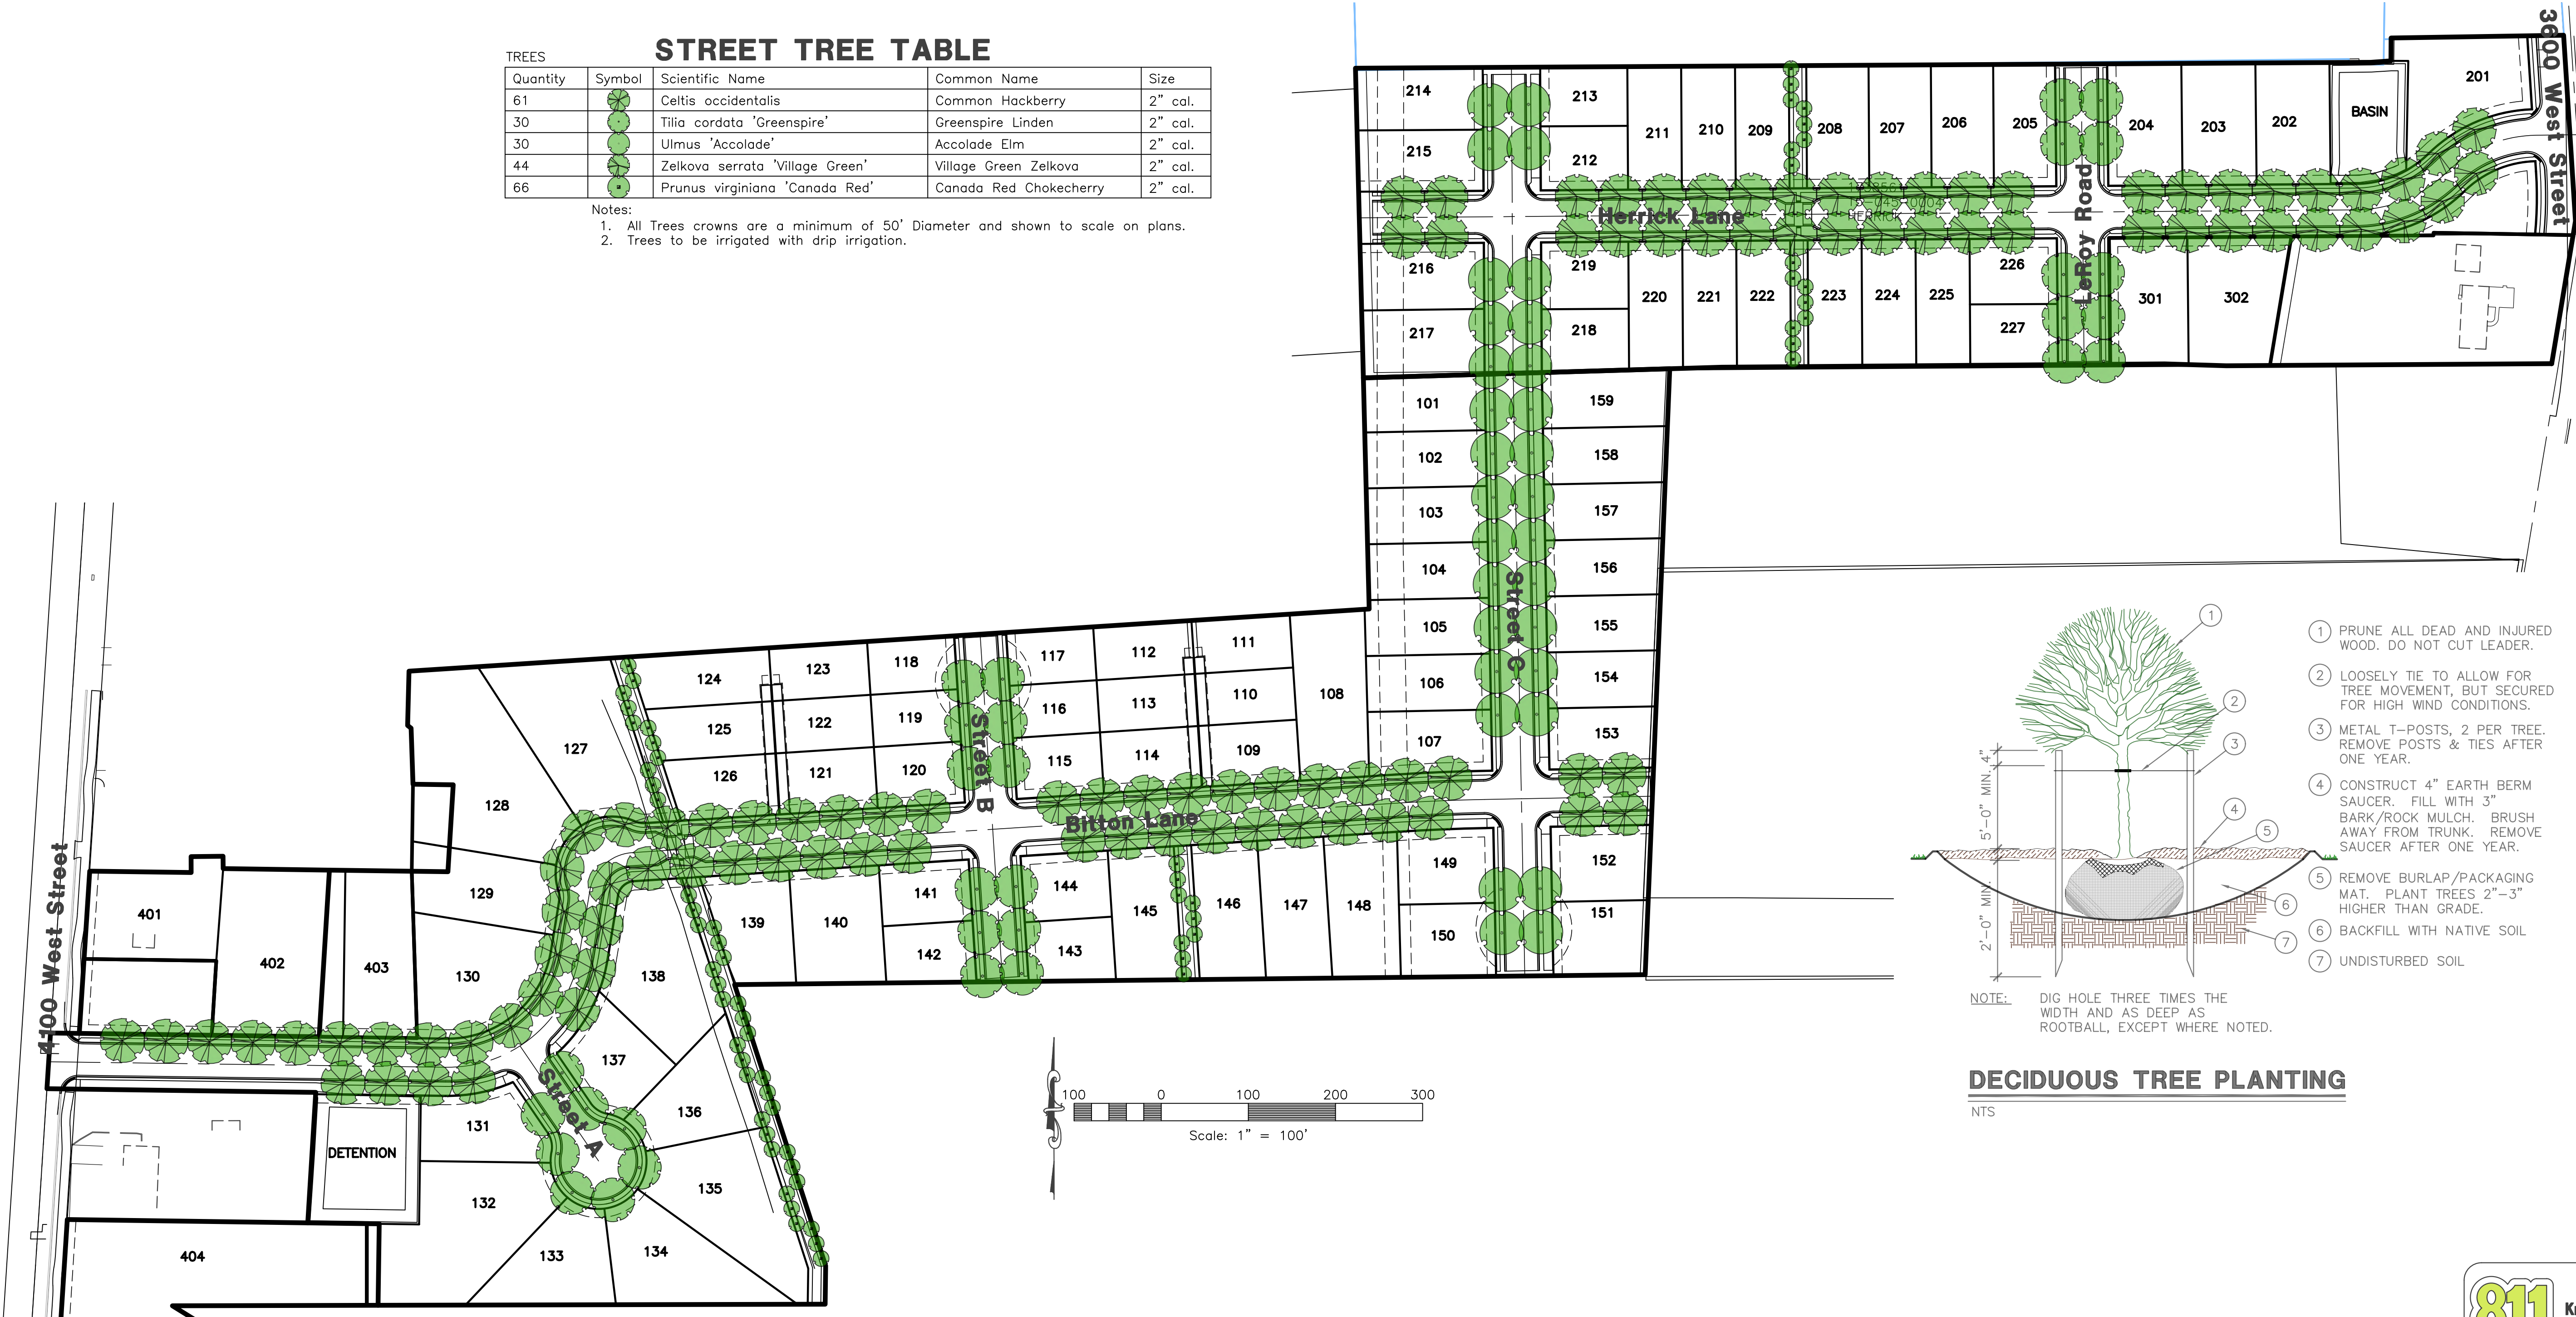 STREET TREE TABLE
TREES
Quantity Symbol Scientific Name Common Name Size
61 Celtis occidentalis Common Hackberry 2" cal.
30 Tilia cordata 'Greenspire' Greenspire Linden 2" cal.
30 Ulmus 'Accolade' Accolade Elm 2" cal.
44 Zelkova serrata 'Village Green' Village Green Zelkova 2" cal.
66 Prunus virginiana 'Canada Red' Canada Red Chokecherry 2" cal.
Notes:
1. All Trees crowns are a minimum of 50' Diameter and shown to scale on plans.
2. Trees to be irrigated with drip irrigation.
3600 West Street
201
214
213
211
210
209
208
207
206
205
204
203
202
BASIN
215
212
Herrick Lane
-0004
HERRICK
LeRoy Road
216
219
220
221
222
223
224
225
226
227
301
302
217
218
101
159
102
158
103
157
104
156
Street C
105
155
106
154
107
153
124
123
118
117
112
111
125
122
119
116
113
110
108
126
121
120
115
114
109
Street B
Bitton Lane
127
128
129
130
138
139
140
141
142
144
143
145
146
147
148
149
150
152
151
4100 West Street
401
402
403
137
136
Street A
131
135
DETENTION
132
133
134
404
100 0 100 200 300
Scale: 1" = 100'
1
2
3
4
5
6
7
4"
5'-0" MIN.
2'-0" MIN.
1 PRUNE ALL DEAD AND INJURED
WOOD. DO NOT CUT LEADER.
2 LOOSELY TIE TO ALLOW FOR
TREE MOVEMENT, BUT SECURED
FOR HIGH WIND CONDITIONS.
3 METAL T-POSTS, 2 PER TREE.
REMOVE POSTS & TIES AFTER
ONE YEAR.
4 CONSTRUCT 4" EARTH BERM
SAUCER. FILL WITH 3"
BARK/ROCK MULCH. BRUSH
AWAY FROM TRUNK. REMOVE
SAUCER AFTER ONE YEAR.
5 REMOVE BURLAP/PACKAGING
MAT. PLANT TREES 2"-3"
HIGHER THAN GRADE.
6 BACKFILL WITH NATIVE SOIL
7 UNDISTURBED SOIL
NOTE: DIG HOLE THREE TIMES THE
WIDTH AND AS DEEP AS
ROOTBALL, EXCEPT WHERE NOTED.
DECIDUOUS TREE PLANTING
NTS
811